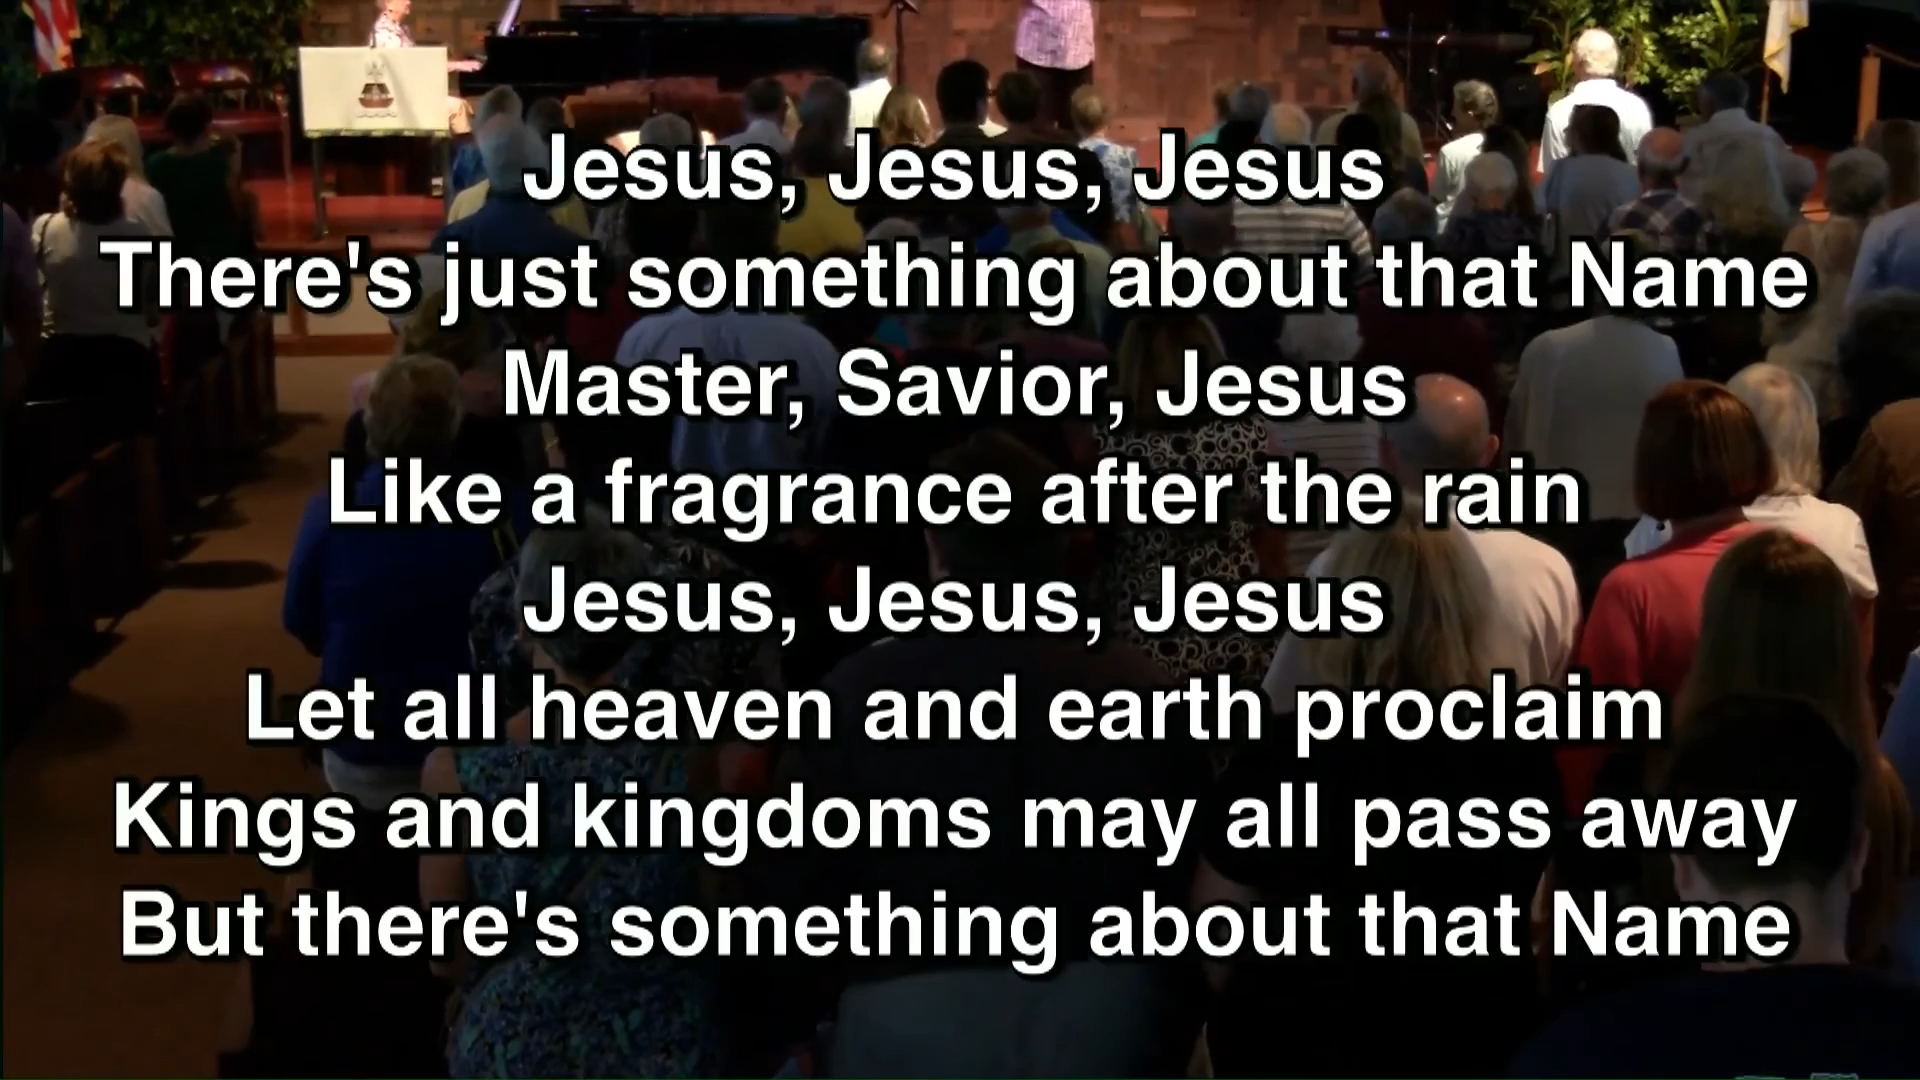 Jesus, Jesus, Jesus
There's just something about that Name
Master, Savior, Jesus
Like a fragrance after the rain
Jesus, Jesus, Jesus
Let all heaven and earth proclaim
Kings and kingdoms may all pass away
But there's something about that Name